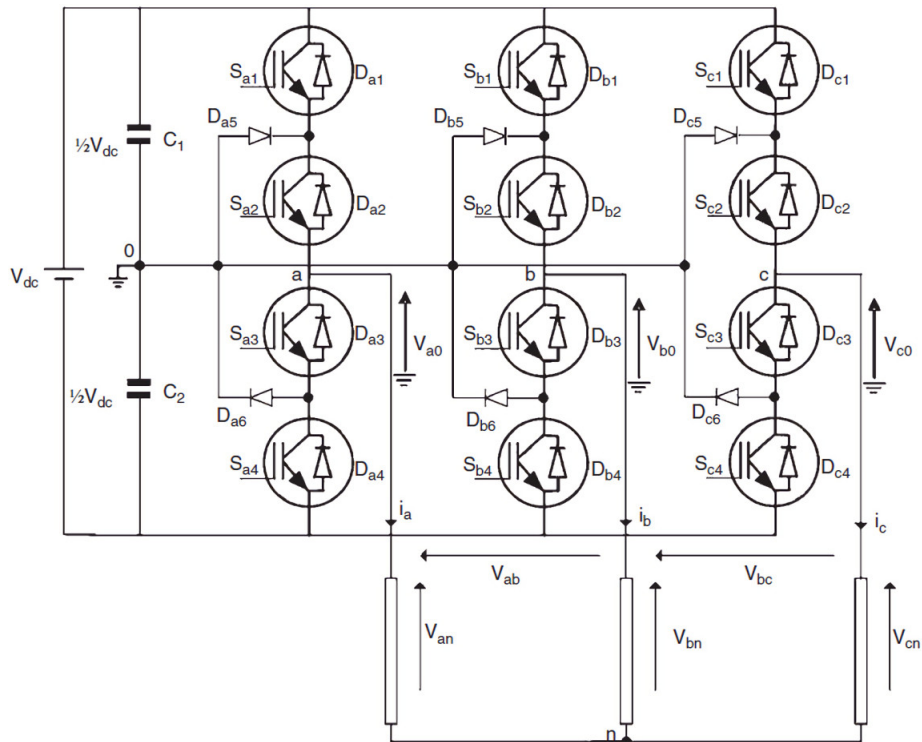 Sa1 Da1 Sb1 Db1 Sc1 Dc1
Da5 Db5 Dc5
½Vdc C1
Sa2 Da2 Sb2 Db2 Sc2 Dc2
0
Vdc
a b c
Sa3 Da3 Va0 Sb3 Db3 Vb0 Sc3 Dc3 Vc0
½Vdc C2
Da6 Db6 Dc6
Sa4 Da4 Sb4 Db4 Sc4 Dc4
ia ib ic
Vab Vbc
Van Vbn Vcn
n